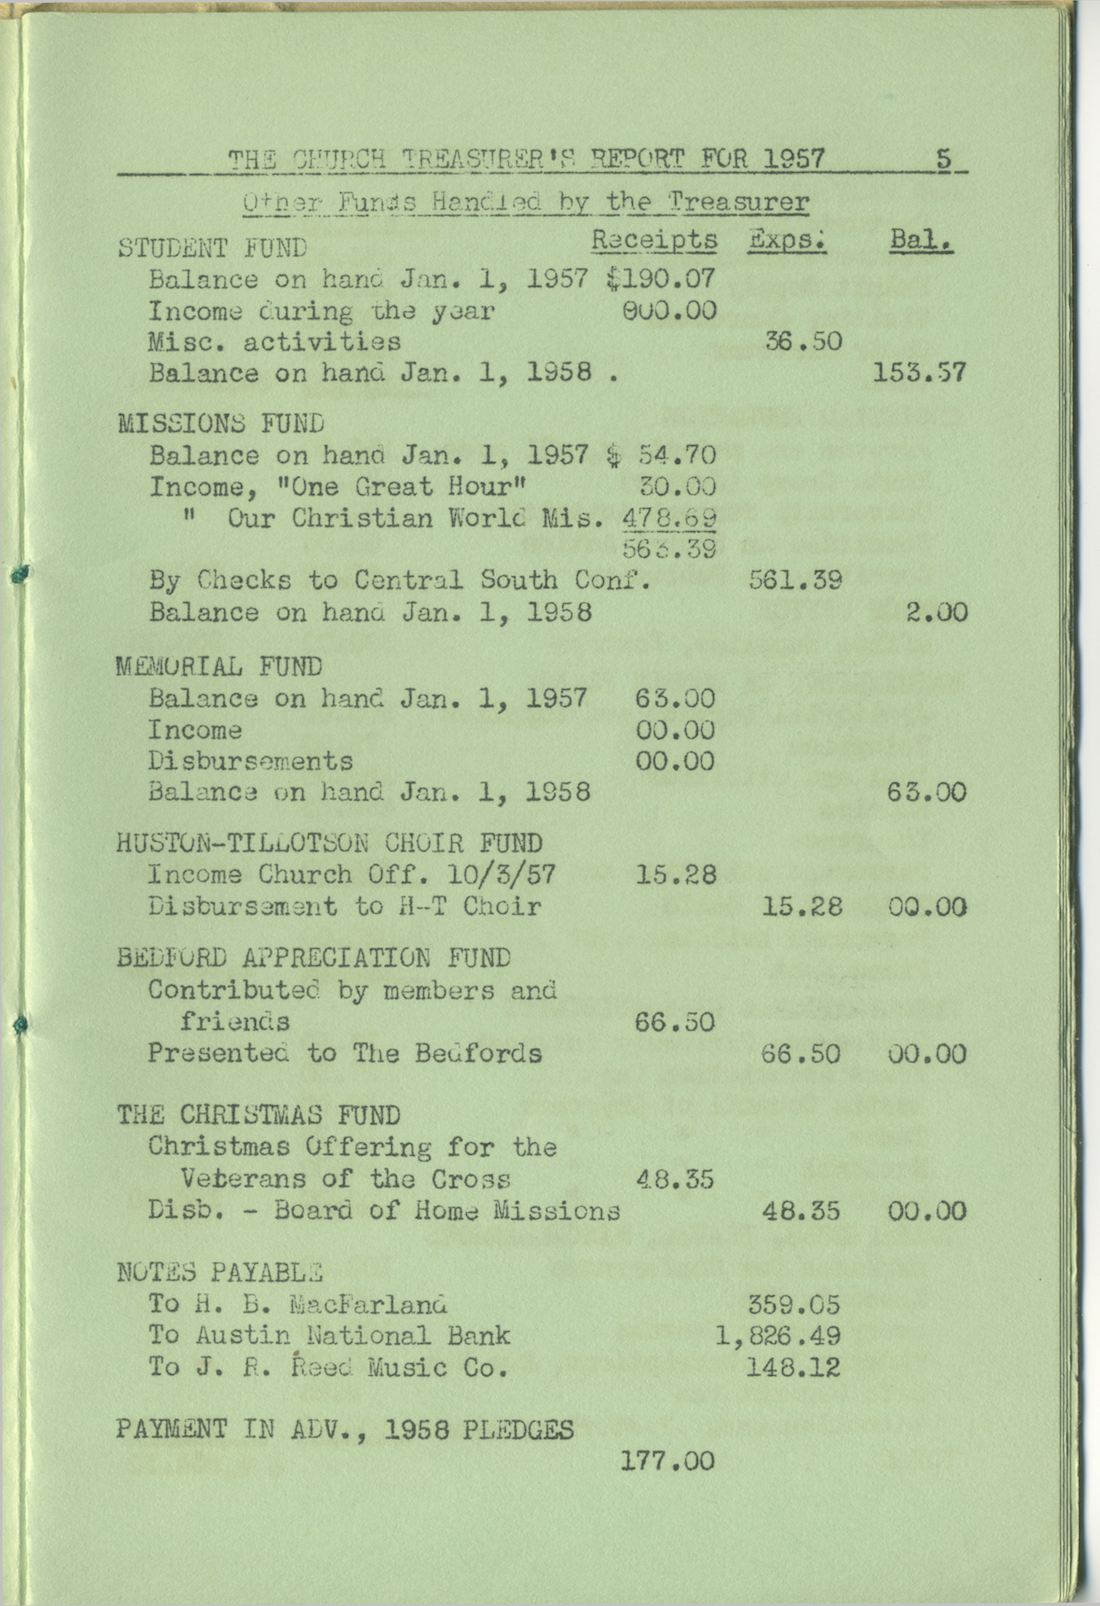 THE CHURCH TREASURER'S REPORT FOR 1957 5
Other Funds Handled by the Treasurer
STUDENT FUND Receipts Exps. Bal.
Balance on hand Jan. 1, 1957 $190.07
Income during the year 000.00
Misc. activities 36.50
Balance on hand Jan. 1, 1958 . 153.57
MISSIONS FUND
Balance on hand Jan. 1, 1957 $ 54.70
Income, "One Great Hour" 30.00
" Our Christian World Mis. 478.69
563.39
By Checks to Central South Conf. 561.39
Balance on hand Jan. 1, 1958 2.00
MEMORIAL FUND
Balance on hand Jan. 1, 1957 63.00
Income 00.00
Disbursements 00.00
Balance on hand Jan. 1, 1958 63.00
HUSTON-TILLOTSON CHOIR FUND
Income Church Off. 10/3/57 15.28
Disbursement to H-T Choir 15.28 00.00
BEDFORD APPRECIATION FUND
Contributed by members and
friends 66.50
Presented to The Bedfords 66.50 00.00
THE CHRISTMAS FUND
Christmas Offering for the
Veterans of the Cross 48.35
Disb. - Board of Home Missions 48.35 00.00
NOTES PAYABLE
To H. B. MacFarland 359.05
To Austin National Bank 1,826.49
To J. R. Reed Music Co. 148.12
PAYMENT IN ADV., 1958 PLEDGES
177.00